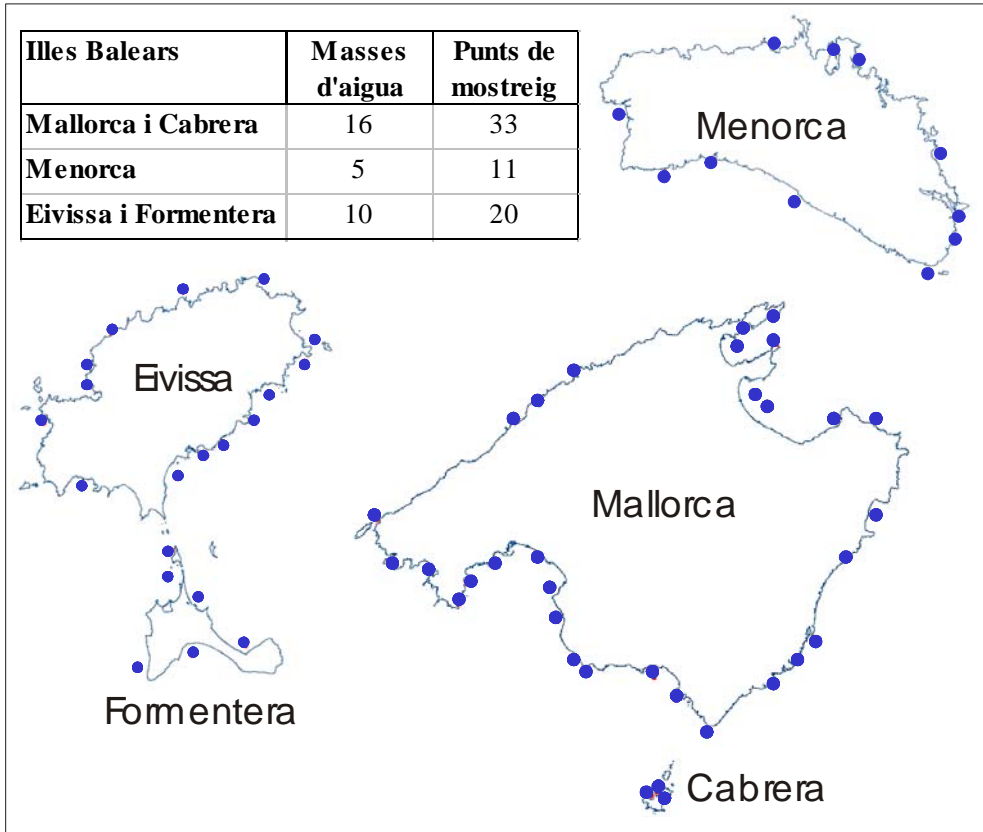 Illes Balears Masses d'aigua Punts de mostreig
Mallorca i Cabrera 16 33
Menorca 5 11
Eivissa i Formentera 10 20
Menorca
Eivissa
Mallorca
Formentera
Cabrera